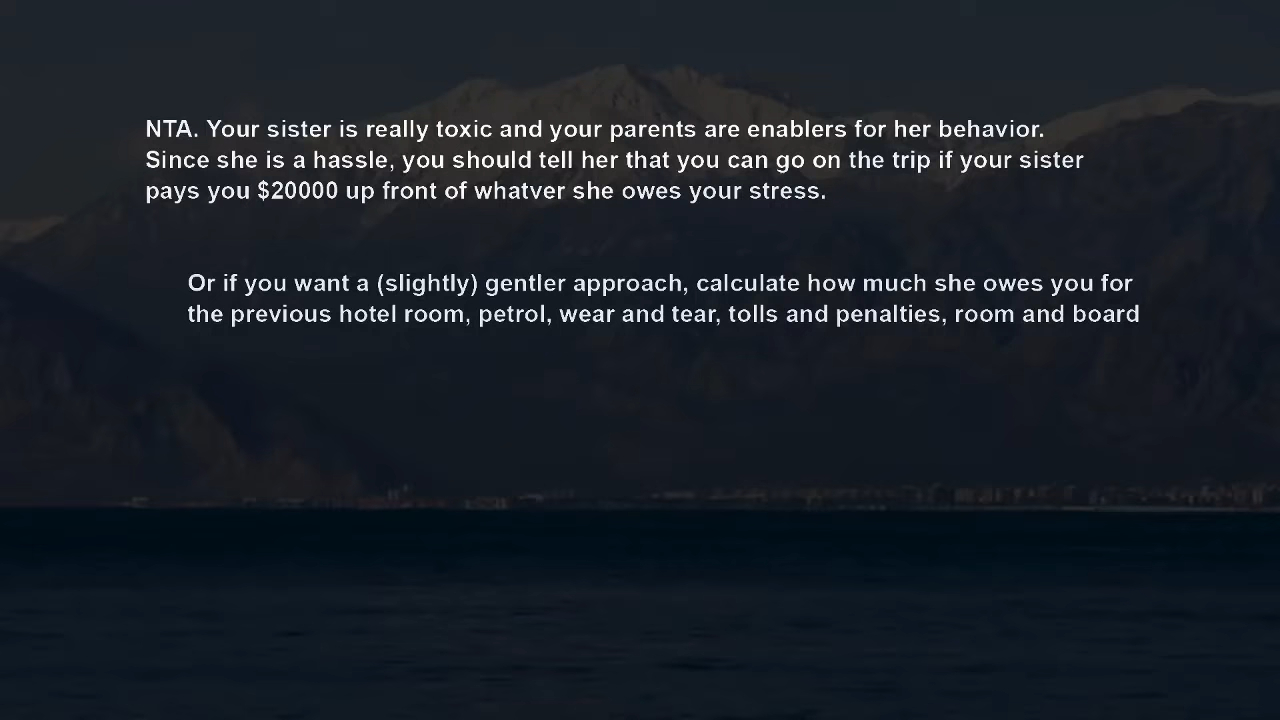 NTA. Your sister is really toxic and your parents are enablers for her behavior.
Since she is a hassle, you should tell her that you can go on the trip if your sister
pays you $20000 up front of whatver she owes your stress.
Or if you want a (slightly) gentler approach, calculate how much she owes you for
the previous hotel room, petrol, wear and tear, tolls and penalties, room and board